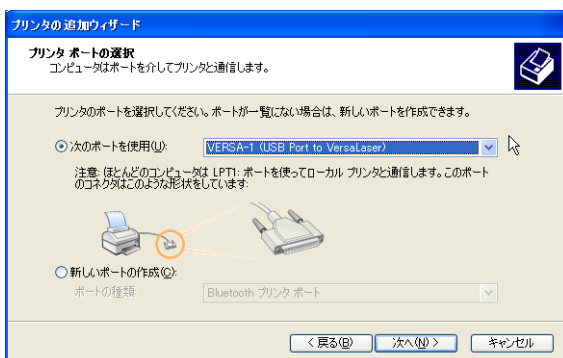 プリンタの追加ウィザード
プリンタ ポートの選択
コンピュータはポートを介してプリンタと通信します。
プリンタのポートを選択してください。ポートが一覧にない場合は、新しいポートを作成できます。
次のポートを使用(U):
VERSA-1 (USB Port to VersaLaser)
注意: ほとんどのコンピュータは LPT1: ポートを使ってローカル プリンタと通信します。このポート
のコネクタはこのような形状をしています:
新しいポートの作成(C):
ポートの種類:
Bluetooth プリンタ ポート
< 戻る(B)
次へ(N) >
キャンセル